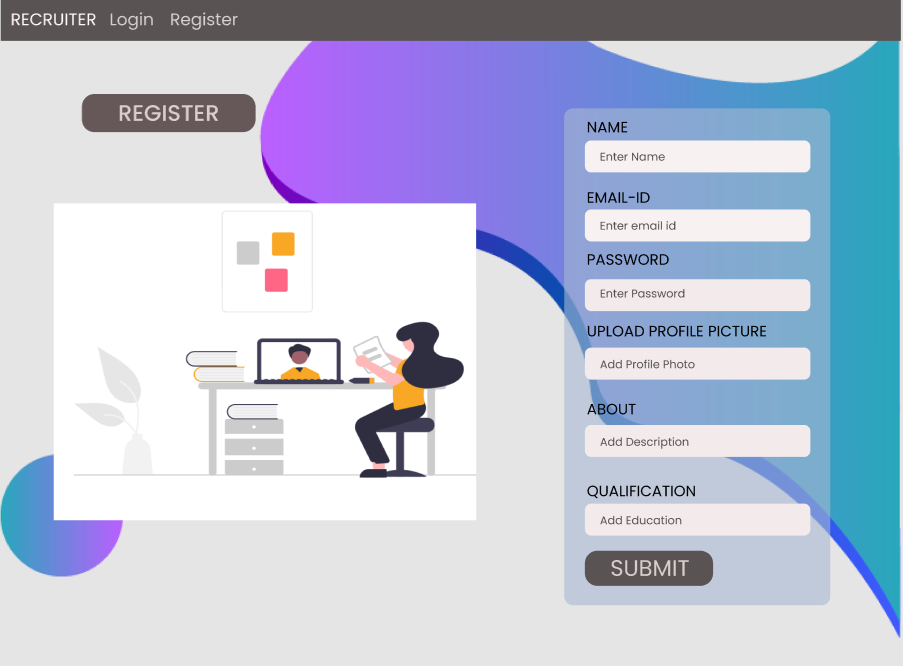 RECRUITER Login Register
REGISTER
NAME
Enter Name
EMAIL-ID
Enter email id
PASSWORD
Enter Password
UPLOAD PROFILE PICTURE
Add Profile Photo
ABOUT
Add Description
QUALIFICATION
Add Education
SUBMIT